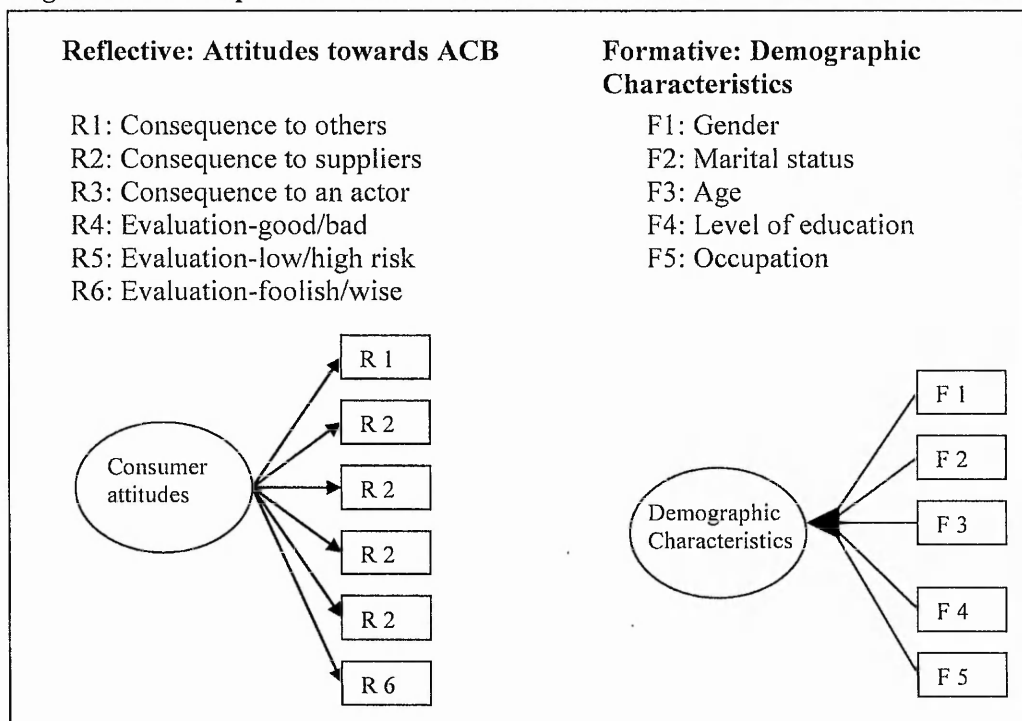 Reflective: Attitudes towards ACB
R1: Consequence to others
R2: Consequence to suppliers
R3: Consequence to an actor
R4: Evaluation-good/bad
R5: Evaluation-low/high risk
R6: Evaluation-foolish/wise
Formative: Demographic
Characteristics
F1: Gender
F2: Marital status
F3: Age
F4: Level of education
F5: Occupation
R 1
R 2
R 2
R 2
R 2
R 6
Consumer
attitudes
F 1
F 2
F 3
F 4
F 5
Demographic
Characteristics